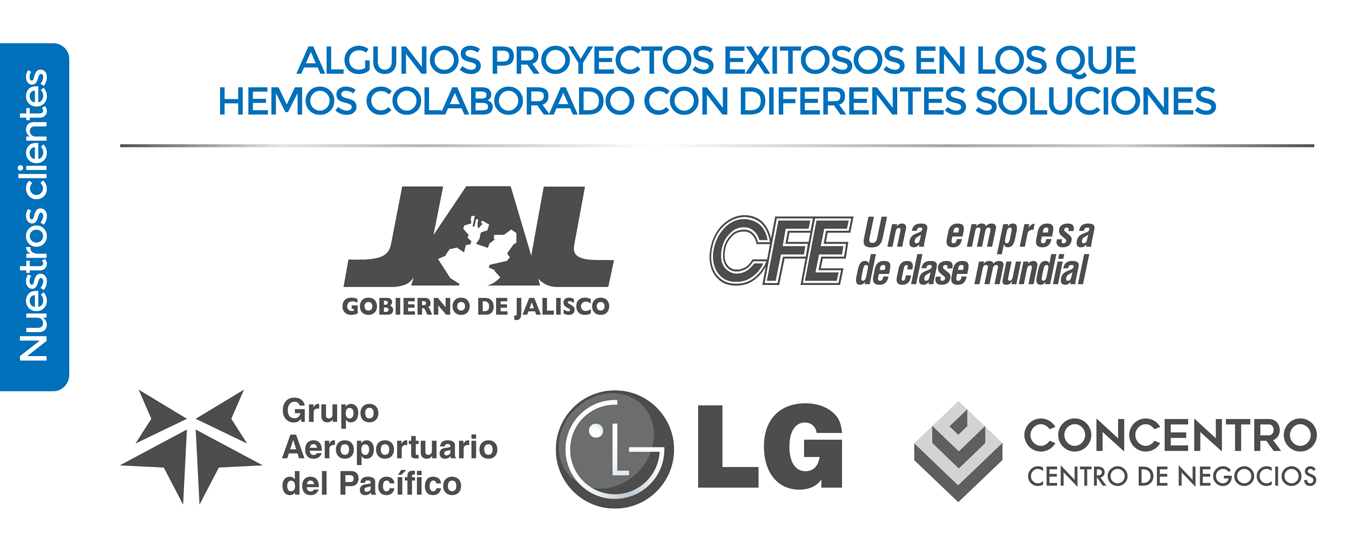 Nuestros clientes
ALGUNOS PROYECTOS EXITOSOS EN LOS QUE
HEMOS COLABORADO CON DIFERENTES SOLUCIONES
JAL
GOBIERNO DE JALISCO
CFE Una empresa
de clase mundial
Grupo
Aeroportuario
del Pacífico
LG LG
CONCENTRO
CENTRO DE NEGOCIOS